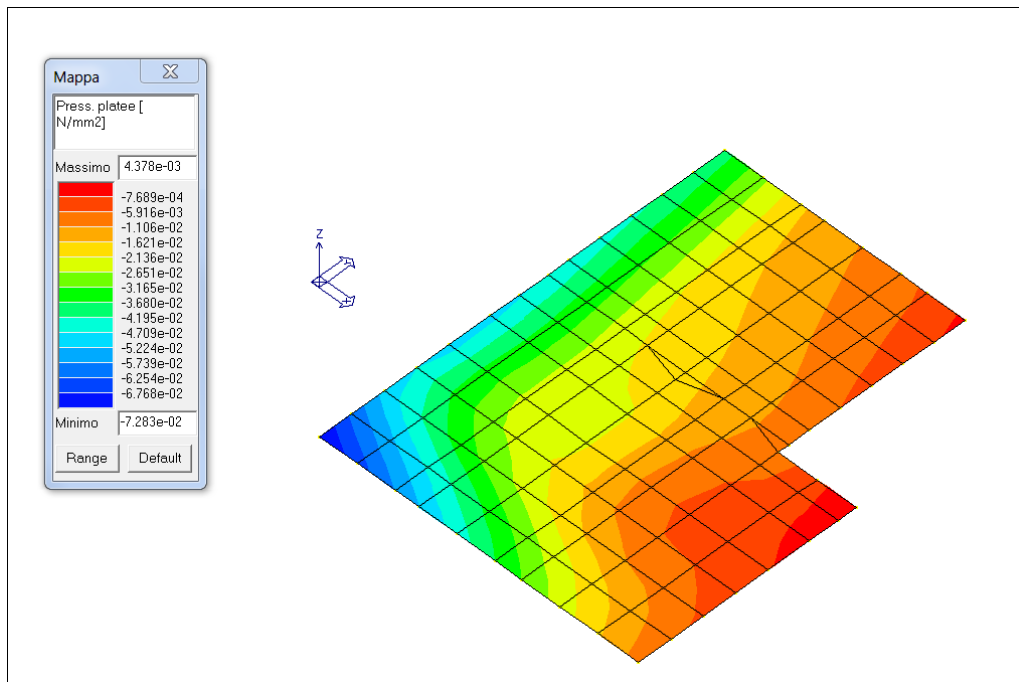 Mappa
Press. platee [
N/mm2]
Massimo 4.378e-03
-7.689e-04
-5.916e-03
-1.106e-02
-1.621e-02
-2.136e-02
-2.651e-02
-3.165e-02
-3.680e-02
-4.195e-02
-4.709e-02
-5.224e-02
-5.739e-02
-6.254e-02
-6.768e-02
Minimo -7.283e-02
Range Default
Z